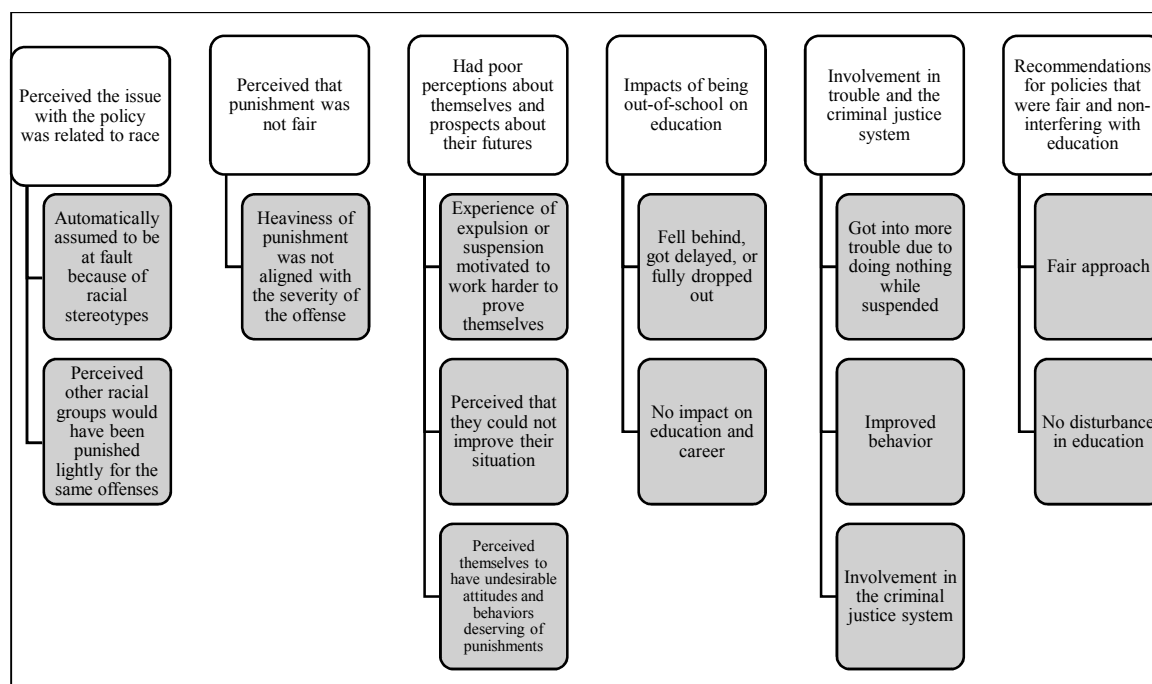 Perceived the issue
with the policy
was related to race
Automatically
assumed to be
at fault
because of
racial
stereotypes
Perceived
other racial
groups would
have been
punished
lightly for the
same offenses
Perceived that
punishment was
not fair
Heaviness of
punishment
was not
aligned with
the severity of
the offense
Had poor
perceptions about
themselves and
prospects about
their futures
Experience of
expulsion or
suspension
motivated to
work harder to
prove
themselves
Perceived that
they could not
improve their
situation
Perceived
themselves to
have undesirable
attitudes and
behaviors
deserving of
punishments
Impacts of being
out-of-school on
education
Fell behind,
got delayed, or
fully dropped
out
No impact on
education and
career
Involvement in
trouble and the
criminal justice
system
Got into more
trouble due to
doing nothing
while
suspended
Improved
behavior
Involvement in
the criminal
justice system
Recommendations
for policies that
were fair and non-
interfering with
education
Fair approach
No disturbance
in education